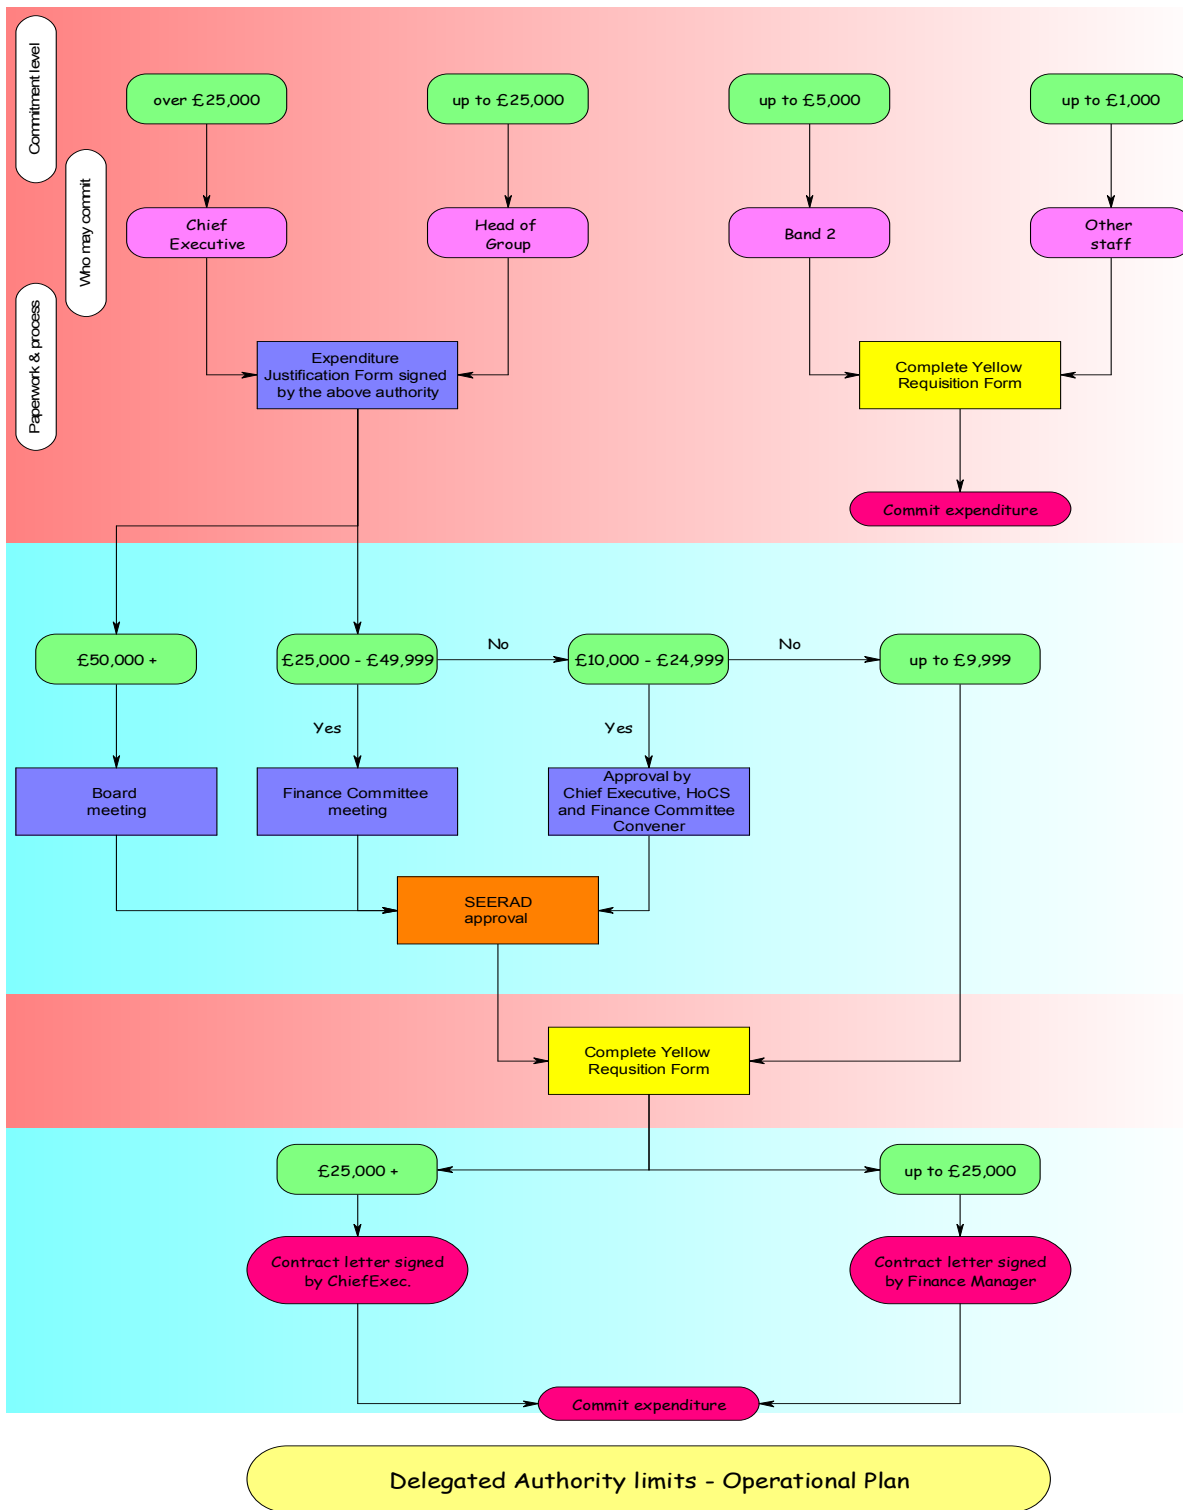 Commitment level
Who may commit
Paperwork & process
over £25,000
up to £25,000
up to £5,000
up to £1,000
Chief
Executive
Head of
Group
Band 2
Other
staff
Expenditure
Justification Form signed
by the above authority
Complete Yellow
Requisition Form
Commit expenditure
£50,000 +
£25,000 - £49,999
No
£10,000 - £24,999
No
up to £9,999
Yes
Yes
Board
meeting
Finance Committee
meeting
Approval by
Chief Executive, HoCS
and Finance Committee
Convener
SEERAD
approval
Complete Yellow
Requsition Form
£25,000 +
up to £25,000
Contract letter signed
by ChiefExec.
Contract letter signed
by Finance Manager
Commit expenditure
Delegated Authority limits - Operational Plan